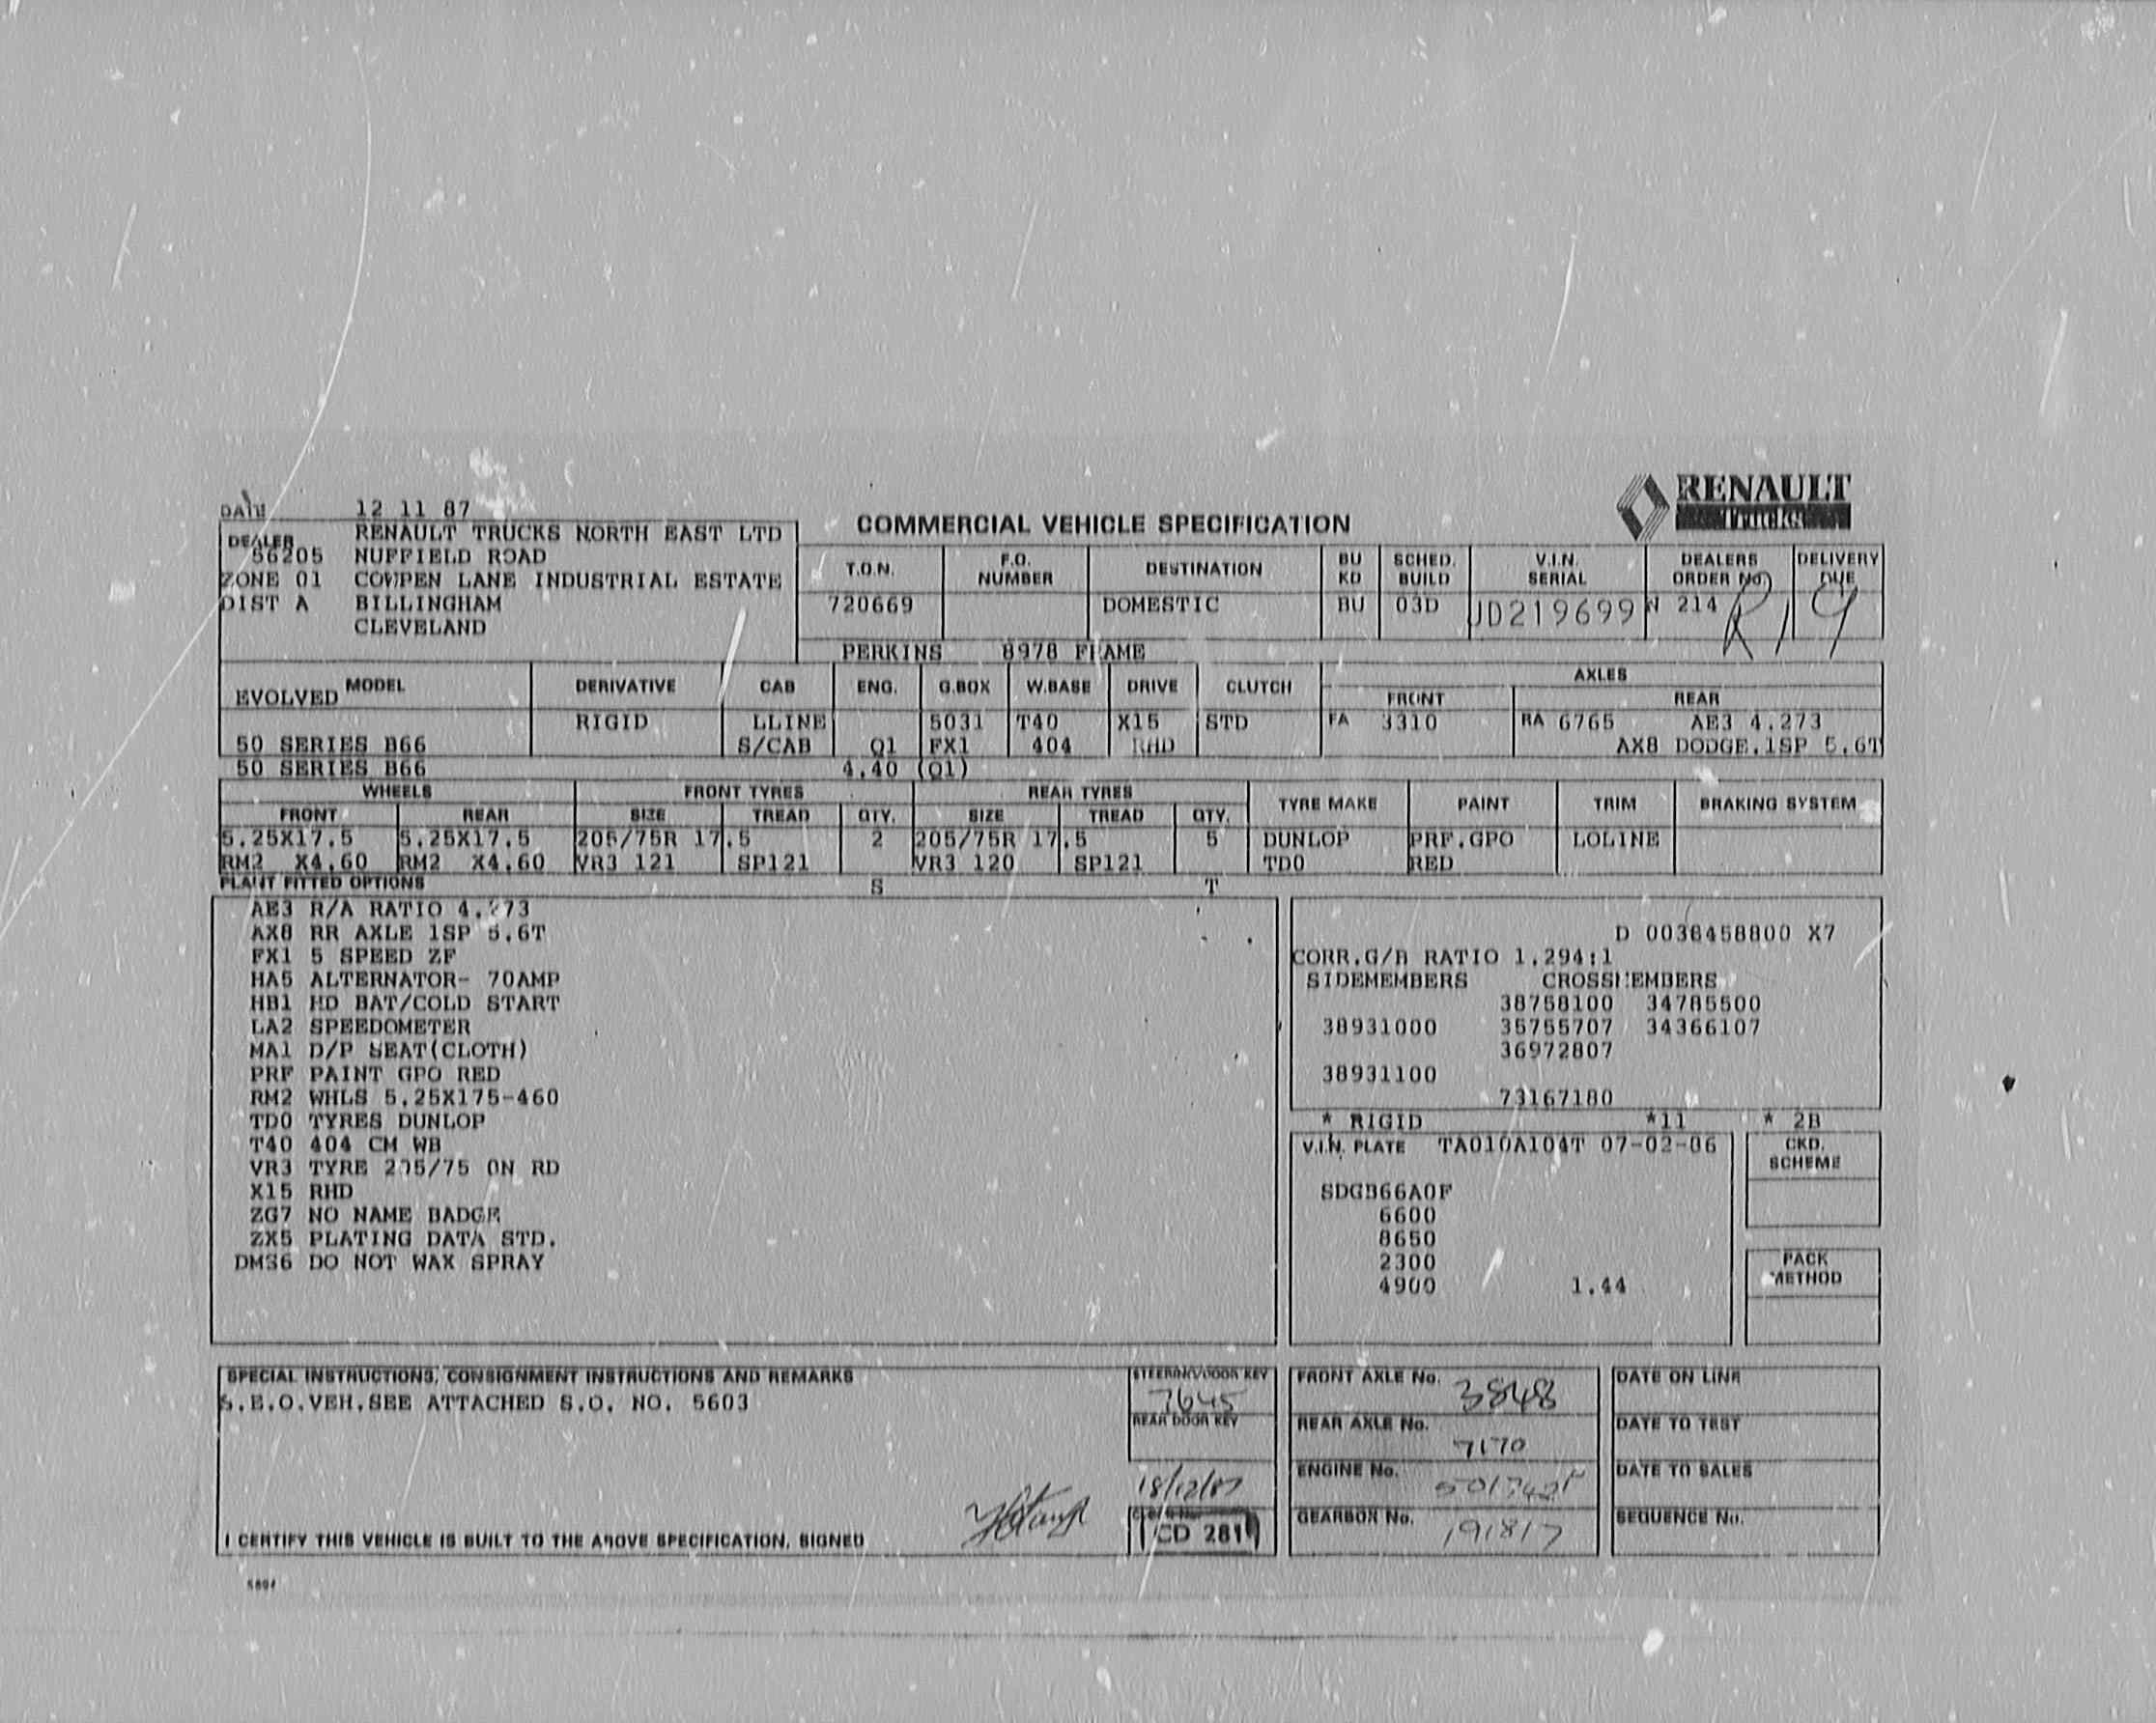 DATE 12 11 87
RENAULT
TRUCKS
COMMERCIAL VEHICLE SPECIFICATION
DEALER RENAULT TRUCKS NORTH EAST LTD
56205 NUFFIELD ROAD
ZONE 01 COWPEN LANE INDUSTRIAL ESTATE
DIST A BILLINGHAM
CLEVELAND
T.O.N. F.O. NUMBER DESTINATION BU KD SCHED. BUILD V.I.N. SERIAL DEALERS ORDER No. DELIVERY DUE
720669 DOMESTIC BU 03D JD219699 N 214
PERKINS 8978 FRAME
MODEL DERIVATIVE CAB ENG. G.BOX W.BASE DRIVE CLUTCH AXLES
EVOLVED FRONT REAR
RIGID LLINE 5031 T40 X15 STD FA 3310 RA 6765 AE3 4.273
50 SERIES B66 S/CAB Q1 FX1 404 RHD AX8 DODGE.1SP 5.6T
50 SERIES B66 4.40 (Q1)
WHEELS FRONT TYRES REAR TYRES TYRE MAKE PAINT TRIM BRAKING SYSTEM
FRONT REAR SIZE TREAD QTY. SIZE TREAD QTY.
5.25X17.5 5.25X17.5 205/75R 17.5 2 205/75R 17.5 5 DUNLOP PRF.GPO LOLINE
RM2 X4.60 RM2 X4.60 VR3 121 SP121 VR3 120 SP121 TD0 RED
PLANT FITTED OPTIONS S T
AE3 R/A RATIO 4.273
AX8 RR AXLE 1SP 5.6T
FX1 5 SPEED ZF
HA5 ALTERNATOR- 70AMP
HB1 HD BAT/COLD START
LA2 SPEEDOMETER
MA1 D/P SEAT(CLOTH)
PRF PAINT GPO RED
RM2 WHLS 5.25X175-460
TD0 TYRES DUNLOP
T40 404 CM WB
VR3 TYRE 205/75 ON RD
X15 RHD
ZG7 NO NAME BADGE
ZX5 PLATING DATA STD.
DMS6 DO NOT WAX SPRAY
D 0036458800 X7
CORR.G/B RATIO 1.294:1
SIDEMEMBERS CROSSMEMBERS
38758100 34785500
38931000 35755707 34366107
36972807
38931100
73167180
* RIGID *11 * 2B
V.I.N. PLATE TA010A104T 07-02-06
SDGB66A0F
6600
8650
2300
4900 1.44
CKD. SCHEME
PACK METHOD
SPECIAL INSTRUCTIONS, CONSIGNMENT INSTRUCTIONS AND REMARKS
S.E.O.VEH.SEE ATTACHED S.O. NO. 5603
I CERTIFY THIS VEHICLE IS BUILT TO THE ABOVE SPECIFICATION, SIGNED
STEERING/DOOR KEY
7645
REAR DOOR KEY
18/12/87
CD 281
FRONT AXLE No. 3848
REAR AXLE No. 7170
ENGINE No.
GEARBOX No. 191817
DATE ON LINE
DATE TO TEST
DATE TO SALES
SEQUENCE No.